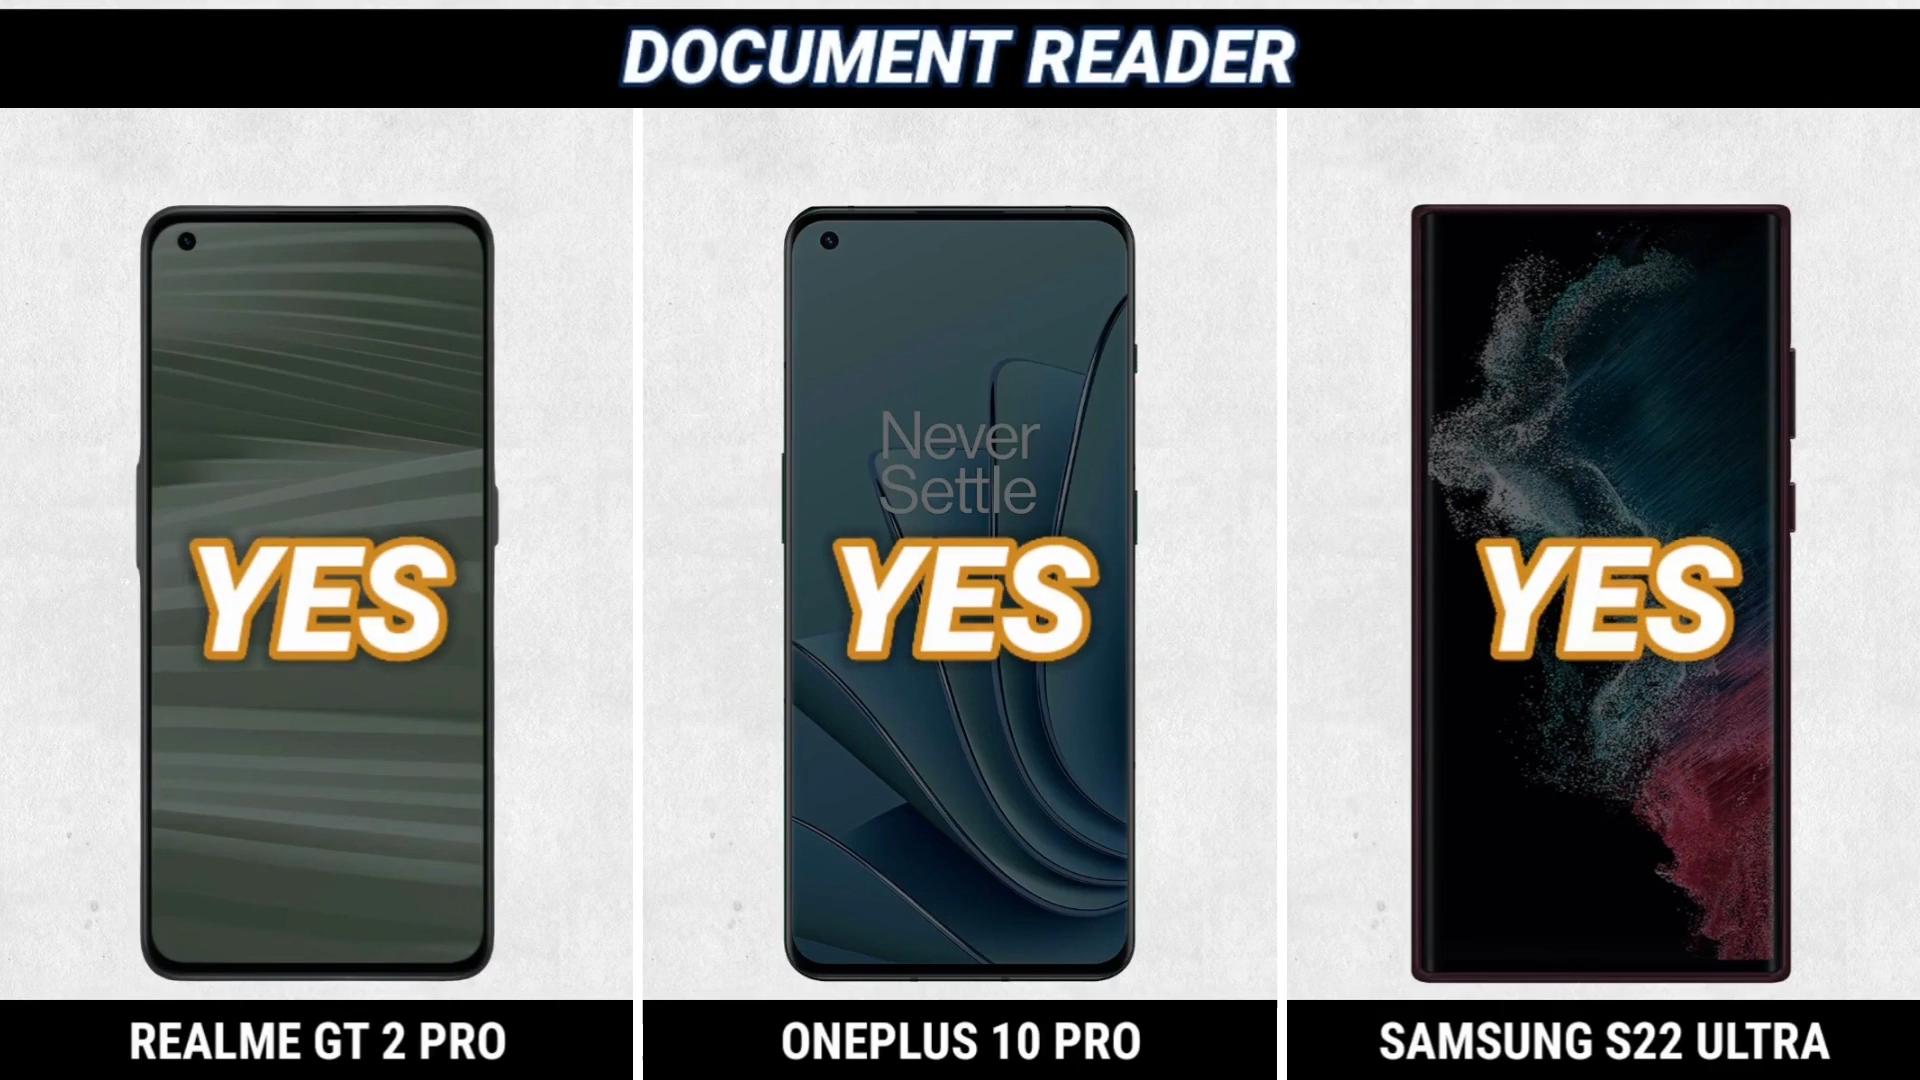 DOCUMENT READER
Never
Settle
YES
YES
YES
REALME GT 2 PRO
ONEPLUS 10 PRO
SAMSUNG S22 ULTRA